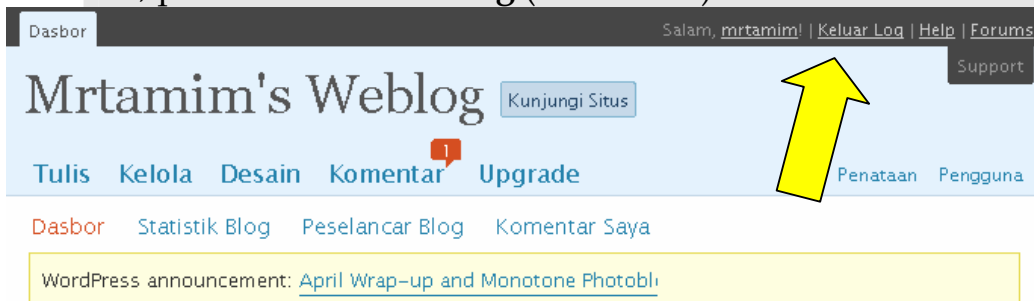 Dasbor Salam, mrtamim! | Keluar Log | Help | Forums
Support
Mrtamim's Weblog Kunjungi Situs
1
Tulis Kelola Desain Komentar Upgrade Penataan Pengguna
Dasbor Statistik Blog Peselancar Blog Komentar Saya
WordPress announcement: April Wrap-up and Monotone